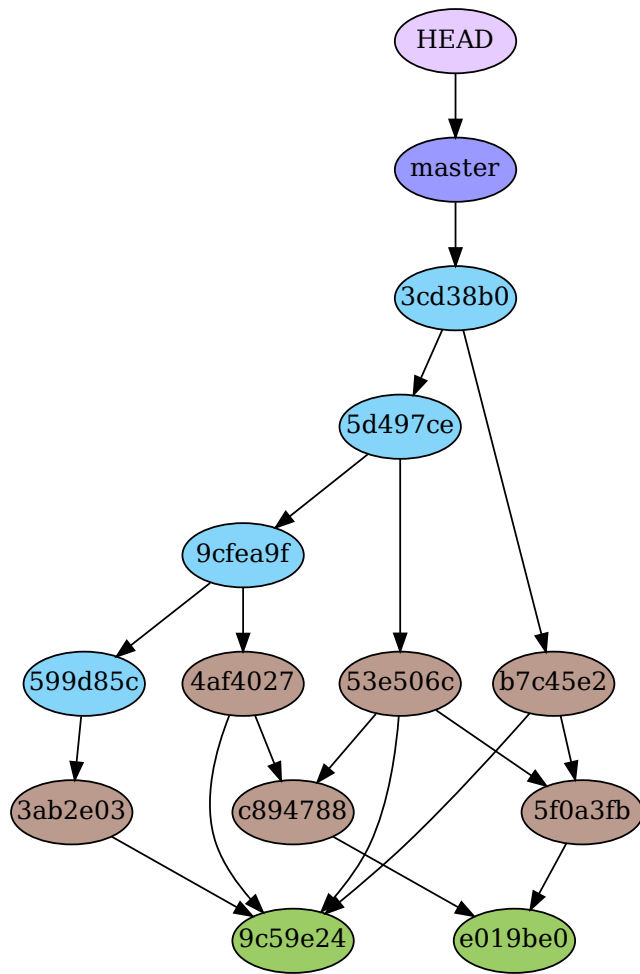 HEAD
master
3cd38b0
5d497ce
9cfea9f
599d85c
4af4027
53e506c
b7c45e2
3ab2e03
c894788
5f0a3fb
9c59e24
e019be0